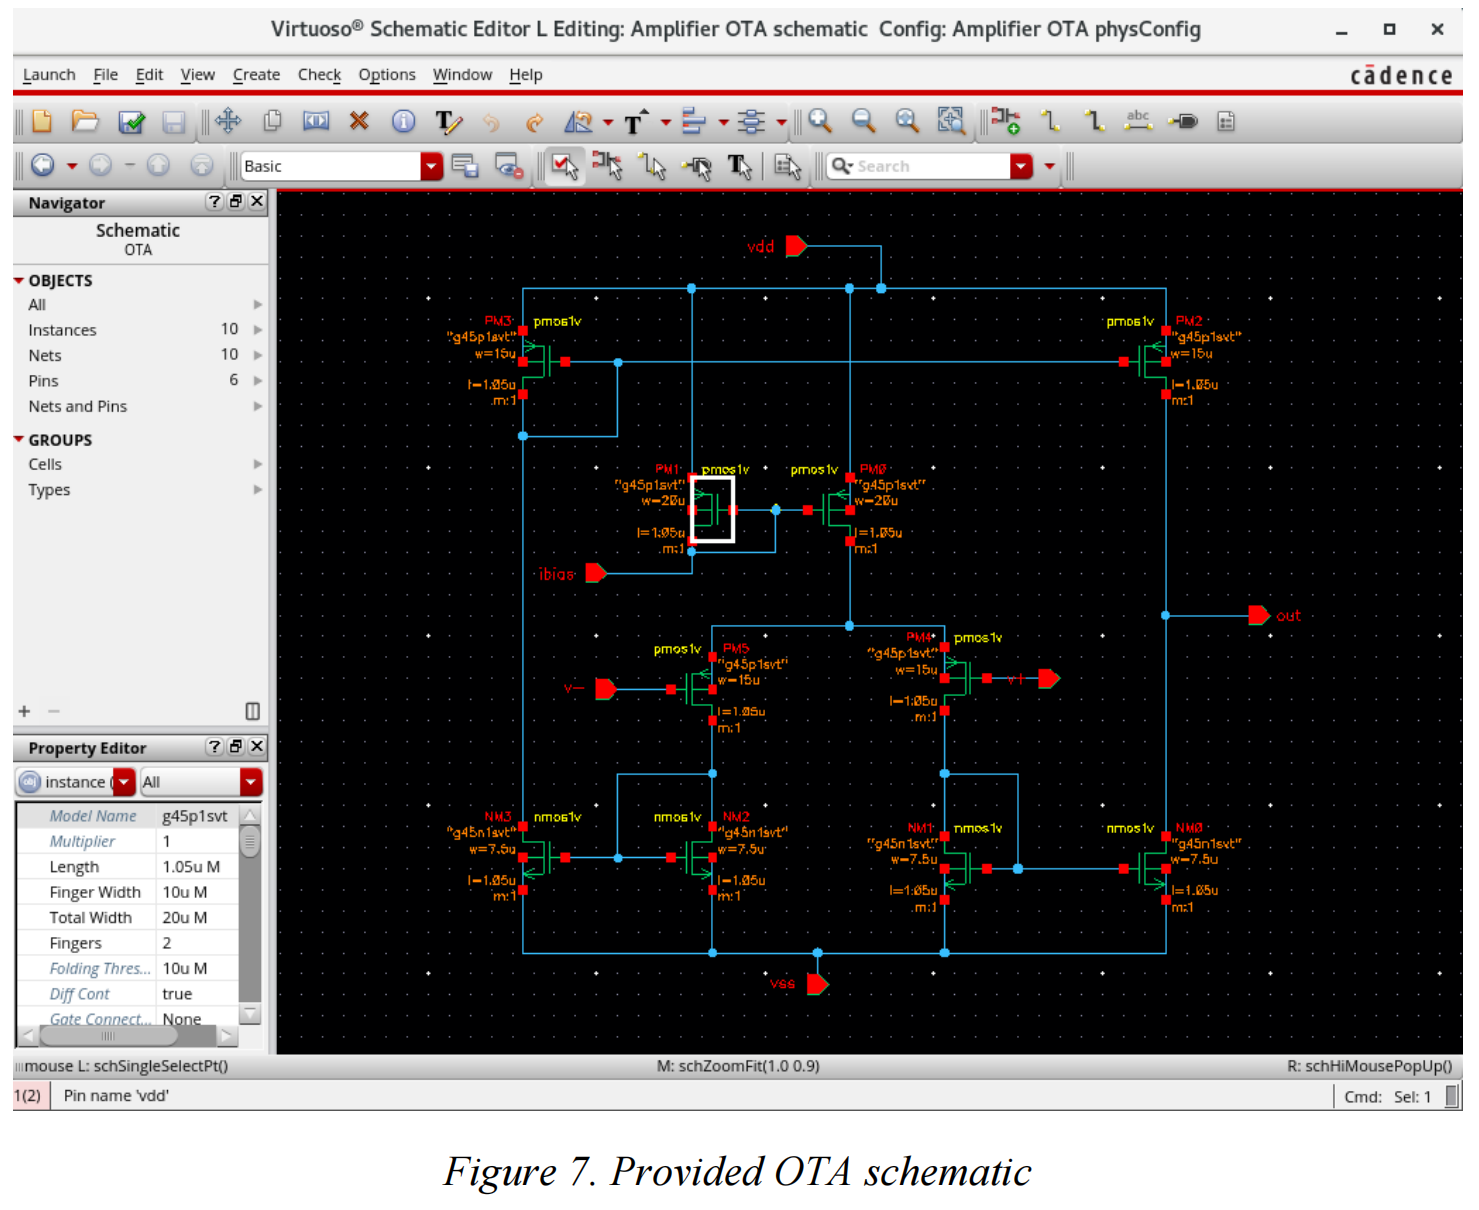 Virtuoso® Schematic Editor L Editing: Amplifier OTA schematic Config: Amplifier OTA physConfig
Launch File Edit View Create Check Options Window Help
cādence
abc
Basic
Search
Navigator
Schematic
OTA
OBJECTS
All
Instances 10
Nets 10
Pins 6
Nets and Pins
GROUPS
Cells
Types
Property Editor
instance (
All
Model Name g45p1svt
Multiplier 1
Length 1.05u M
Finger Width 10u M
Total Width 20u M
Fingers 2
Folding Thres... 10u M
Diff Cont true
Gate Connect... None
vdd
PM3 pmos1v
"g45p1svt"
w=15u
l=1.05u
m:1
pmos1v PM2
"g45p1svt"
w=15u
l=1.05u
m:1
PM1 pmos1v
"g45p1svt"
w=20u
l=1.05u
m:1
pmos1v PM0
"g45p1svt"
w=20u
l=1.05u
m:1
ibias
out
pmos1v PM5
"g45p1svt"
w=15u
l=1.05u
m:1
v-
PM4 pmos1v
"g45p1svt"
w=15u
l=1.05u
m:1
v+
NM3 nmos1v
"g45n1svt"
w=7.5u
l=1.05u
m:1
nmos1v NM2
"g45n1svt"
w=7.5u
l=1.05u
m:1
NM1 nmos1v
"g45n1svt"
w=7.5u
l=1.05u
m:1
nmos1v NM0
"g45n1svt"
w=7.5u
l=1.05u
m:1
vss
mouse L: schSingleSelectPt() M: schZoomFit(1.0 0.9) R: schHiMousePopUp()
1(2) Pin name 'vdd' Cmd: Sel: 1
Figure 7. Provided OTA schematic